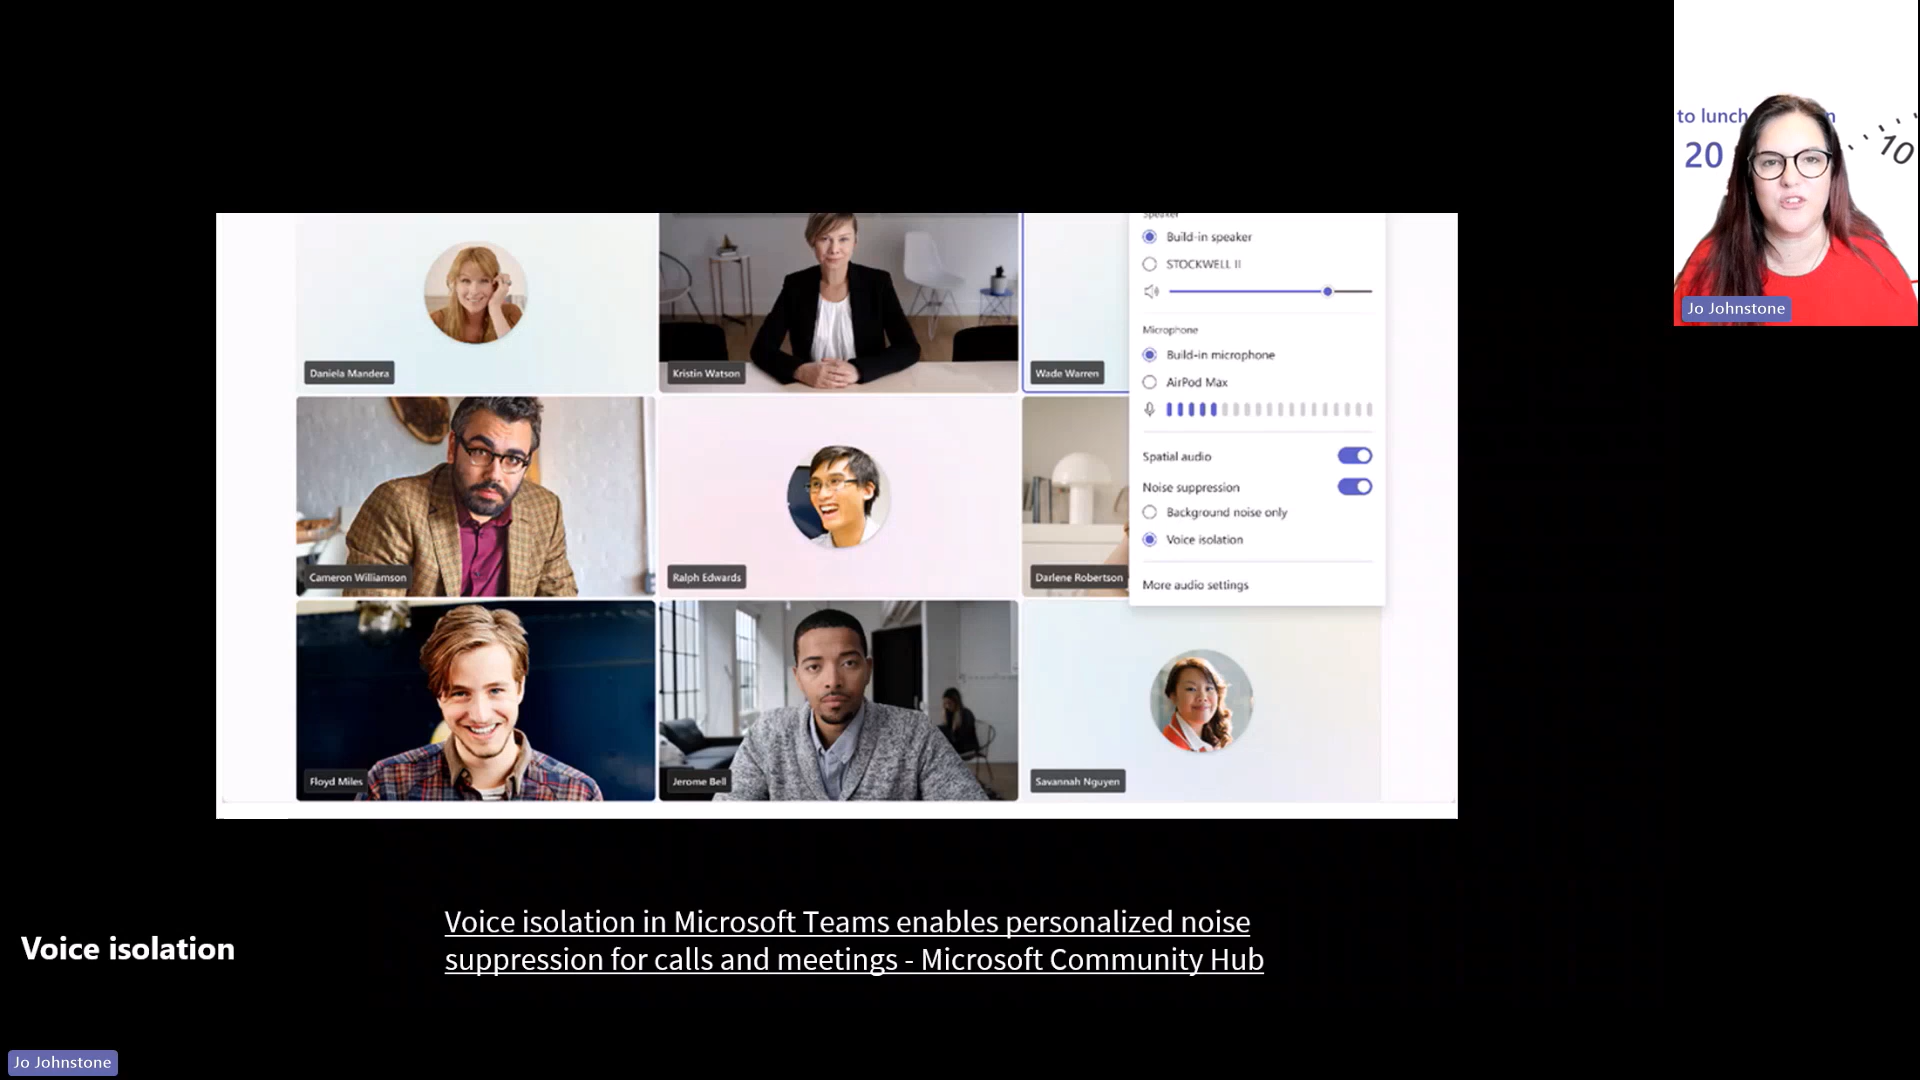 to lunch
20
10
Jo Johnstone
Speaker
Build-in speaker
STOCKWELL II
Microphone
Build-in microphone
AirPod Max
Spatial audio
Noise suppression
Background noise only
Voice isolation
More audio settings
Daniela Mandera
Kristin Watson
Wade Warren
Cameron Williamson
Ralph Edwards
Darlene Robertson
Floyd Miles
Jerome Bell
Savannah Nguyen
Voice isolation
Voice isolation in Microsoft Teams enables personalized noise
suppression for calls and meetings - Microsoft Community Hub
Jo Johnstone